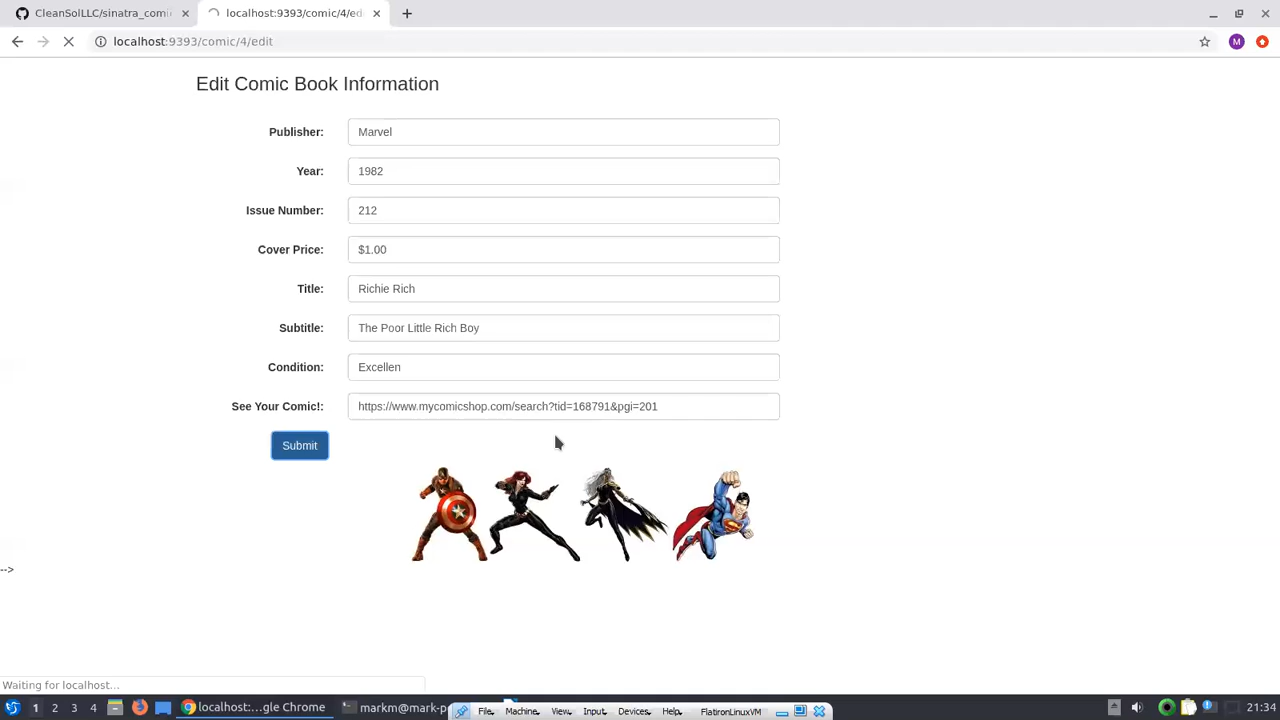 CleanSolLLC/sinatra_comi
localhost:9393/comic/4/edi
localhost:9393/comic/4/edit
M
Edit Comic Book Information
Publisher: Marvel
Year: 1982
Issue Number: 212
Cover Price: $1.00
Title: Richie Rich
Subtitle: The Poor Little Rich Boy
Condition: Excellen
See Your Comic!: https://www.mycomicshop.com/search?tid=168791&pgi=201
Submit
-->
Waiting for localhost...
1 2 3 4 localhost:...gle Chrome markm@mark-p File Machine View Input Devices Help FlatironLinuxVM 21:34